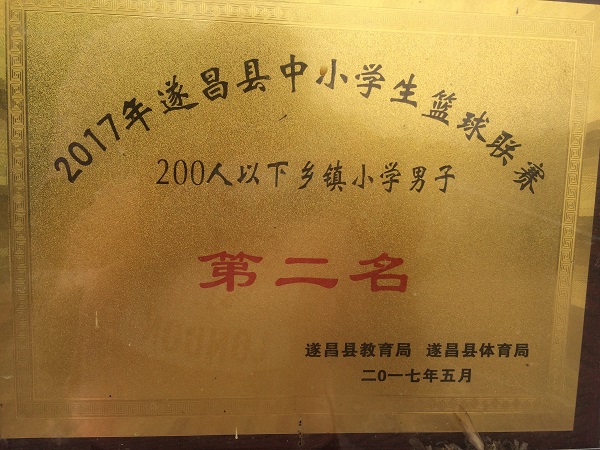 2017年遂昌县中小学生篮球联赛
200人以下乡镇小学男子
第二名
遂昌县教育局 遂昌县体育局
二〇一七年五月